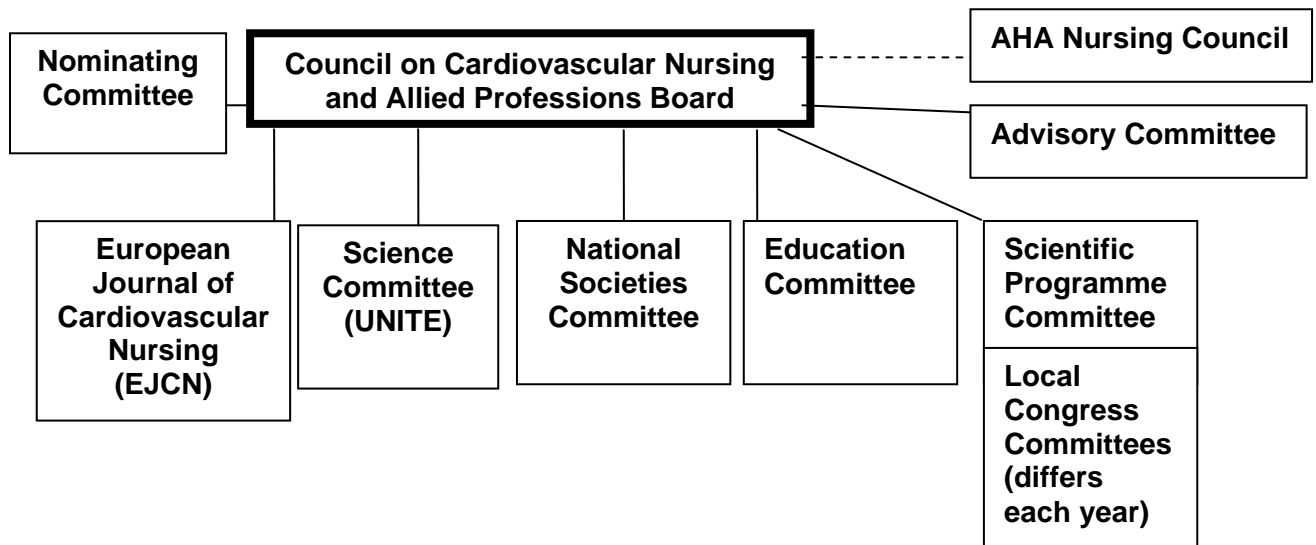 Nominating
Committee
Council on Cardiovascular Nursing
and Allied Professions Board
AHA Nursing Council
Advisory Committee
European
Journal of
Cardiovascular
Nursing
(EJCN)
Science
Committee
(UNITE)
National
Societies
Committee
Education
Committee
Scientific
Programme
Committee
Local
Congress
Committees
(differs
each year)